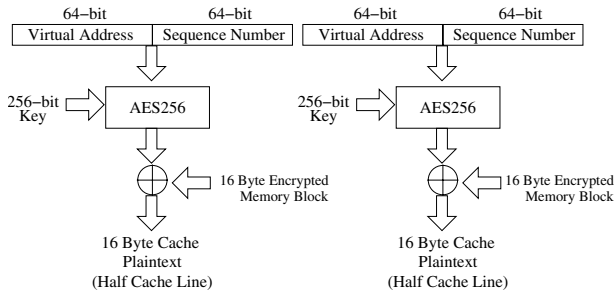 64-bit 64-bit 64-bit 64-bit
Virtual Address Sequence Number Virtual Address Sequence Number
256-bit
Key
AES256
256-bit
Key
AES256
16 Byte Encrypted
Memory Block
16 Byte Encrypted
Memory Block
16 Byte Cache
Plaintext
(Half Cache Line)
16 Byte Cache
Plaintext
(Half Cache Line)